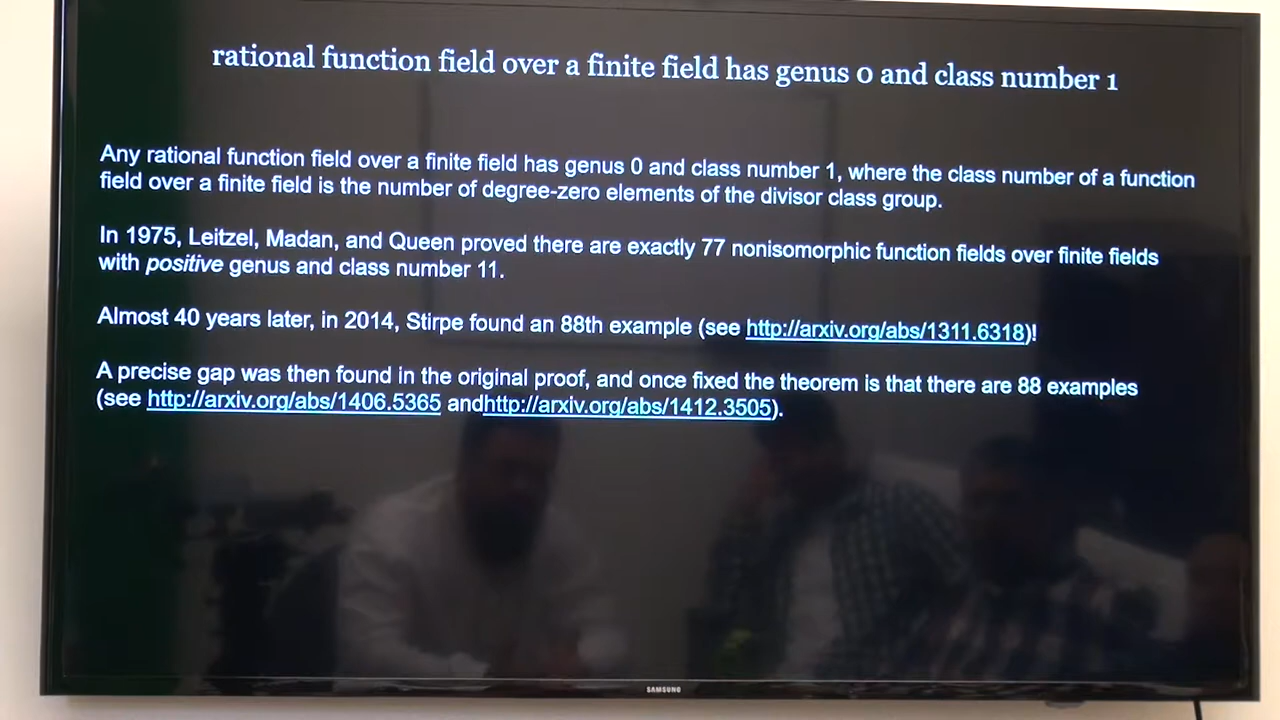 rational function field over a finite field has genus 0 and class number 1
Any rational function field over a finite field has genus 0 and class number 1, where the class number of a function
field over a finite field is the number of degree-zero elements of the divisor class group.
In 1975, Leitzel, Madan, and Queen proved there are exactly 77 nonisomorphic function fields over finite fields
with positive genus and class number 11.
Almost 40 years later, in 2014, Stirpe found an 88th example (see http://arxiv.org/abs/1311.6318)!
A precise gap was then found in the original proof, and once fixed the theorem is that there are 88 examples
(see http://arxiv.org/abs/1406.5365 andhttp://arxiv.org/abs/1412.3505).
SAMSUNG